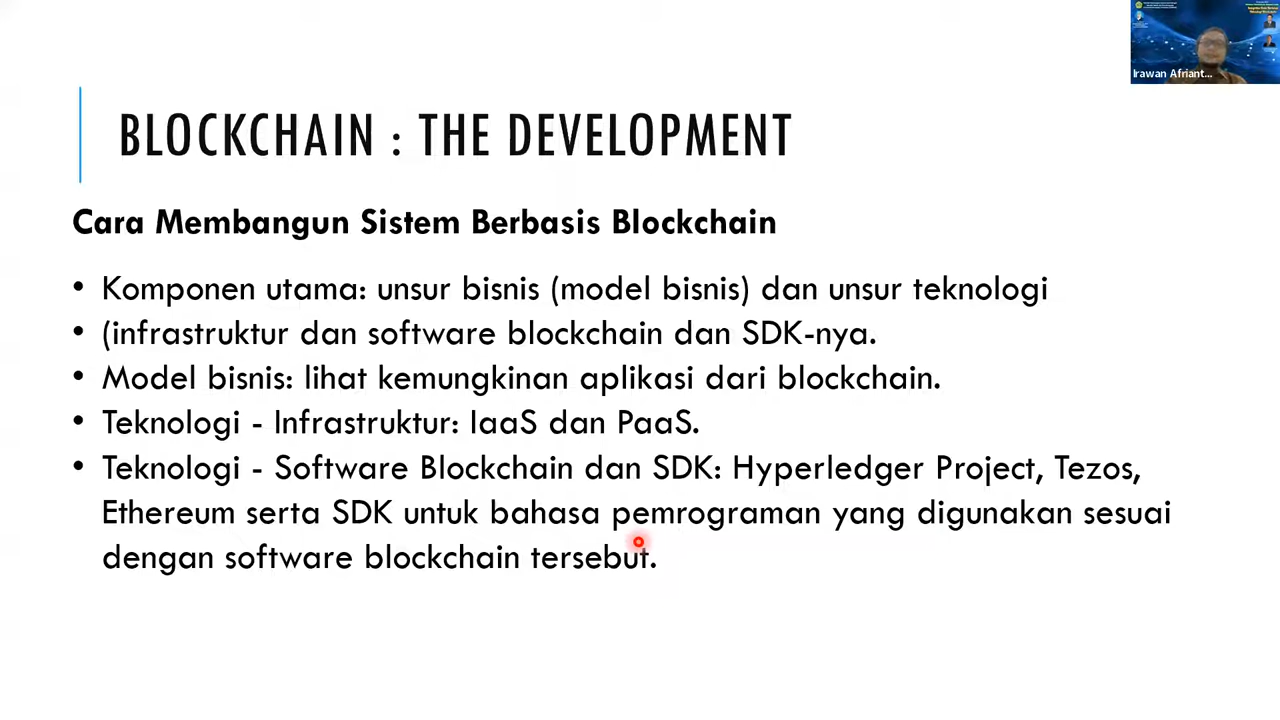 Irawan Afriant...
BLOCKCHAIN : THE DEVELOPMENT
Cara Membangun Sistem Berbasis Blockchain
• Komponen utama: unsur bisnis (model bisnis) dan unsur teknologi
• (infrastruktur dan software blockchain dan SDK-nya.
• Model bisnis: lihat kemungkinan aplikasi dari blockchain.
• Teknologi - Infrastruktur: IaaS dan PaaS.
• Teknologi - Software Blockchain dan SDK: Hyperledger Project, Tezos,
Ethereum serta SDK untuk bahasa pemrograman yang digunakan sesuai
dengan software blockchain tersebut.